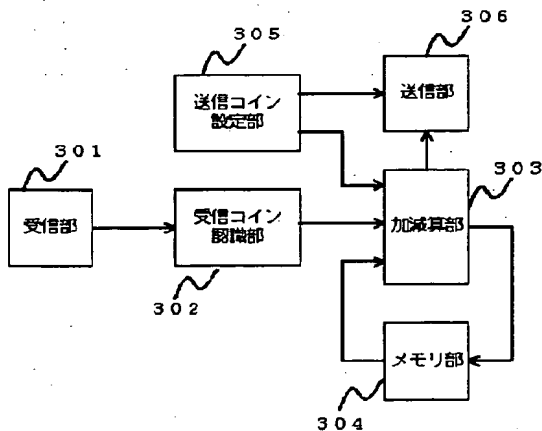 305
306
送信コイン
設定部
送信部
301
303
受信部
受信コイン
認識部
加減算部
302
メモリ部
304